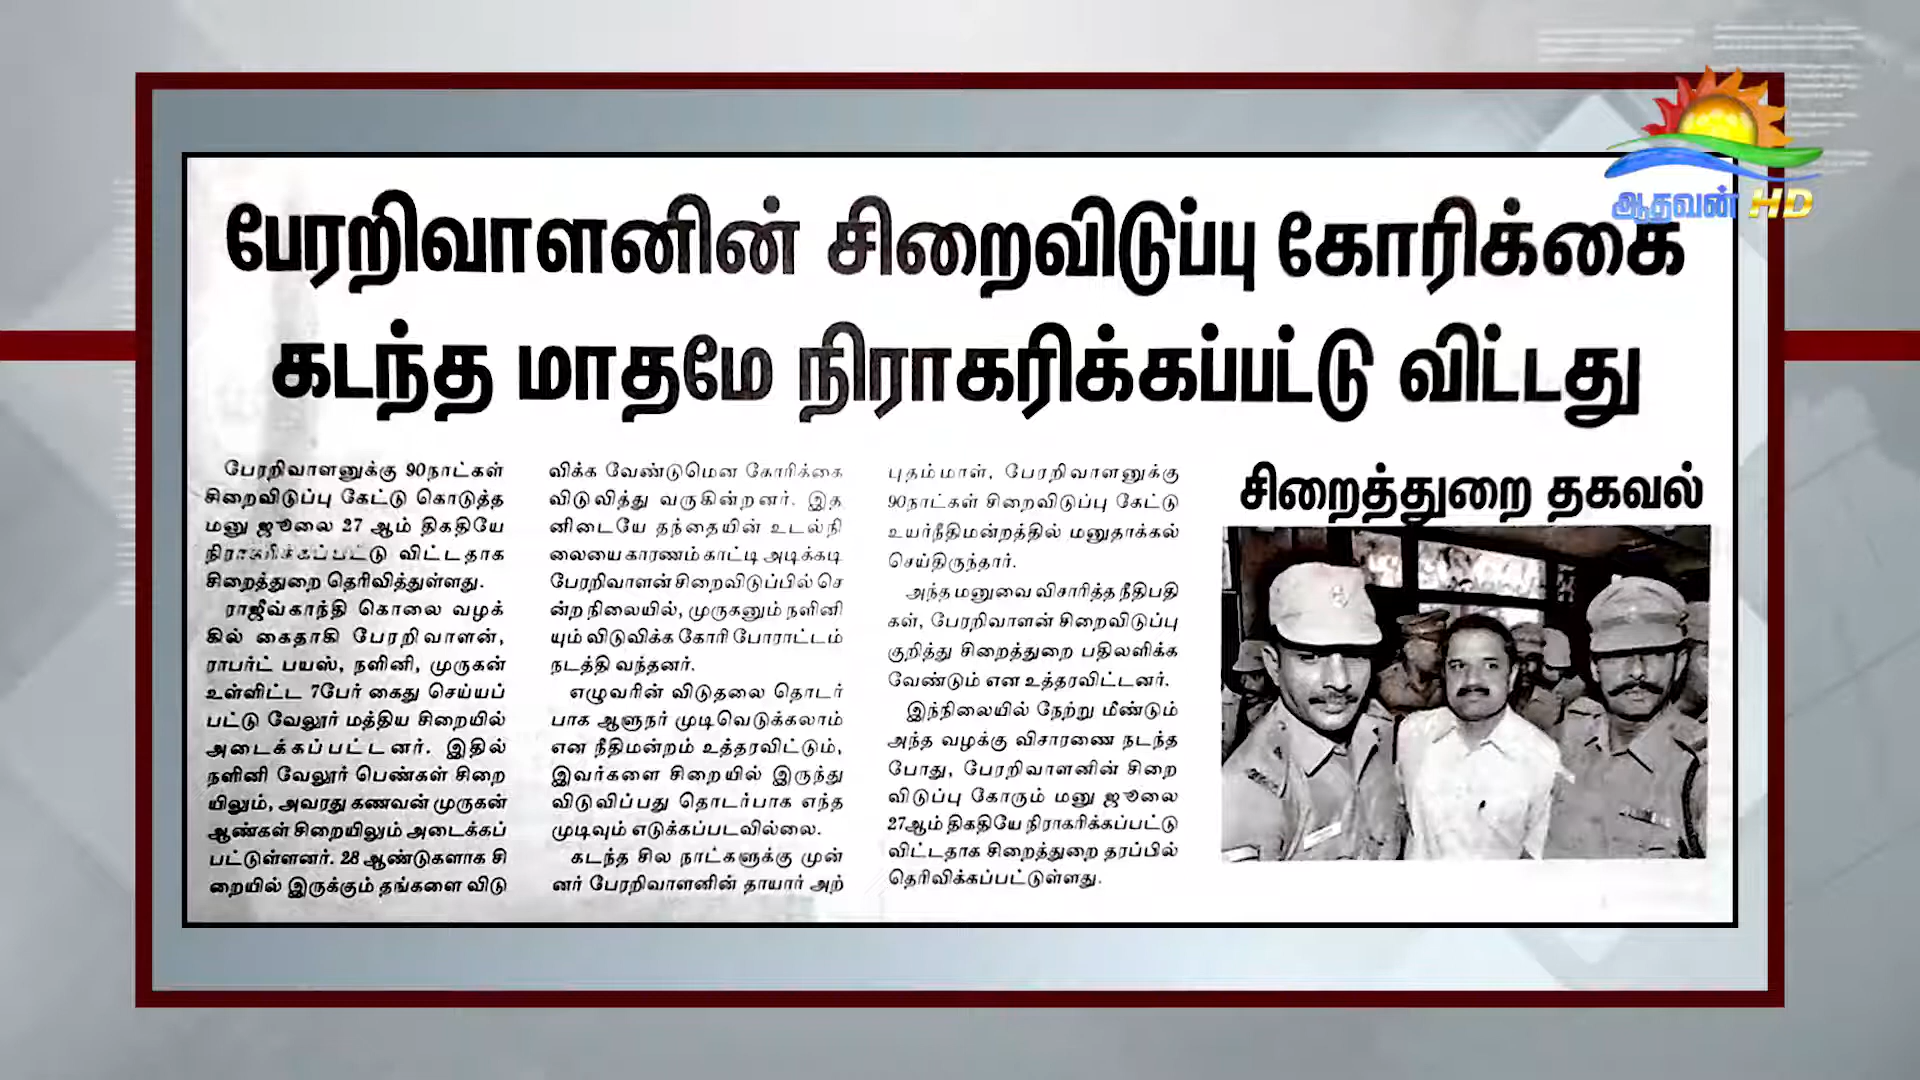 ஆதவன் HD
பேரறிவாளனின் சிறைவிடுப்பு கோரிக்கை
கடந்த மாதமே நிராகரிக்கப்பட்டு விட்டது
பேரறிவாளனுக்கு 90நாட்கள்
சிறைவிடுப்பு கேட்டு கொடுத்த
மனு ஜூலை 27 ஆம் திகதியே
நிராகரிக்கப்பட்டு விட்டதாக
சிறைத்துறை தெரிவித்துள்ளது.
ராஜீவ்காந்தி கொலை வழக்
கில் கைதாகி பேரறிவாளன்,
ராபர்ட் பயஸ், நளினி, முருகன்
உள்ளிட்ட 7பேர் கைது செய்யப்
பட்டு வேலூர் மத்திய சிறையில்
அடைக்கப்பட்டனர். இதில்
நளினி வேலூர் பெண்கள் சிறை
யிலும், அவரது கணவன் முருகன்
ஆண்கள் சிறையிலும் அடைக்கப்
பட்டுள்ளனர். 28 ஆண்டுகளாக சி
றையில் இருக்கும் தங்களை விடு
விக்க வேண்டுமென கோரிக்கை
விடுவித்து வருகின்றனர். இத
னிடையே தந்தையின் உடல்நி
லையை காரணம் காட்டி அடிக்கடி
பேரறிவாளன் சிறைவிடுப்பில் செ
ன்ற நிலையில், முருகனும் நளினி
யும் விடுவிக்க கோரி போராட்டம்
நடத்தி வந்தனர்.
எழுவரின் விடுதலை தொடர்
பாக ஆளுநர் முடிவெடுக்கலாம்
என நீதிமன்றம் உத்தரவிட்டும்,
இவர்களை சிறையில் இருந்து
விடுவிப்பது தொடர்பாக எந்த
முடிவும் எடுக்கப்படவில்லை.
கடந்த சில நாட்களுக்கு முன்
னர் பேரறிவாளனின் தாயார் அற்
புதம்மாள், பேரறிவாளனுக்கு
90நாட்கள் சிறைவிடுப்பு கேட்டு
உயர்நீதிமன்றத்தில் மனுதாக்கல்
செய்திருந்தார்.
அந்த மனுவை விசாரித்த நீதிபதி
கள், பேரறிவாளன் சிறைவிடுப்பு
குறித்து சிறைத்துறை பதிலளிக்க
வேண்டும் என உத்தரவிட்டனர்.
இந்நிலையில் நேற்று மீண்டும்
அந்த வழக்கு விசாரணை நடந்த
போது, பேரறிவாளனின் சிறை
விடுப்பு கோரும் மனு ஜூலை
27ஆம் திகதியே நிராகரிக்கப்பட்டு
விட்டதாக சிறைத்துறை தரப்பில்
தெரிவிக்கப்பட்டுள்ளது.
சிறைத்துறை தகவல்